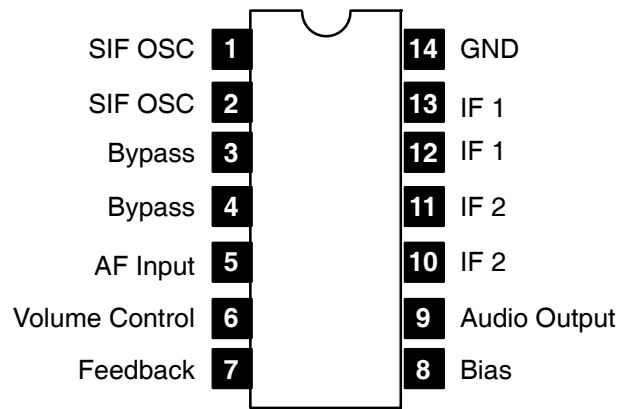 SIF OSC 1 14 GND
SIF OSC 2 13 IF 1
Bypass 3 12 IF 1
Bypass 4 11 IF 2
AF Input 5 10 IF 2
Volume Control 6 9 Audio Output
Feedback 7 8 Bias